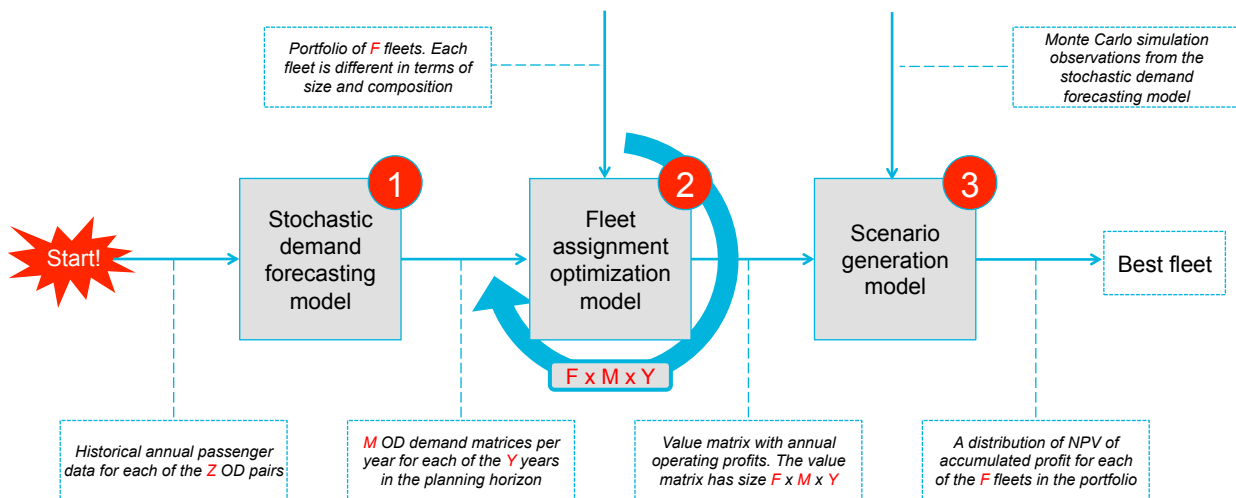 Portfolio of F fleets. Each
fleet is different in terms of
size and composition
Monte Carlo simulation
observations from the
stochastic demand
forecasting model
1
2
3
Start!
Stochastic
demand
forecasting
model
Fleet
assignment
optimization
model
Scenario
generation
model
Best fleet
F x M x Y
Historical annual passenger
data for each of the Z OD pairs
M OD demand matrices per
year for each of the Y years
in the planning horizon
Value matrix with annual
operating profits. The value
matrix has size F x M x Y
A distribution of NPV of
accumulated profit for each
of the F fleets in the portfolio